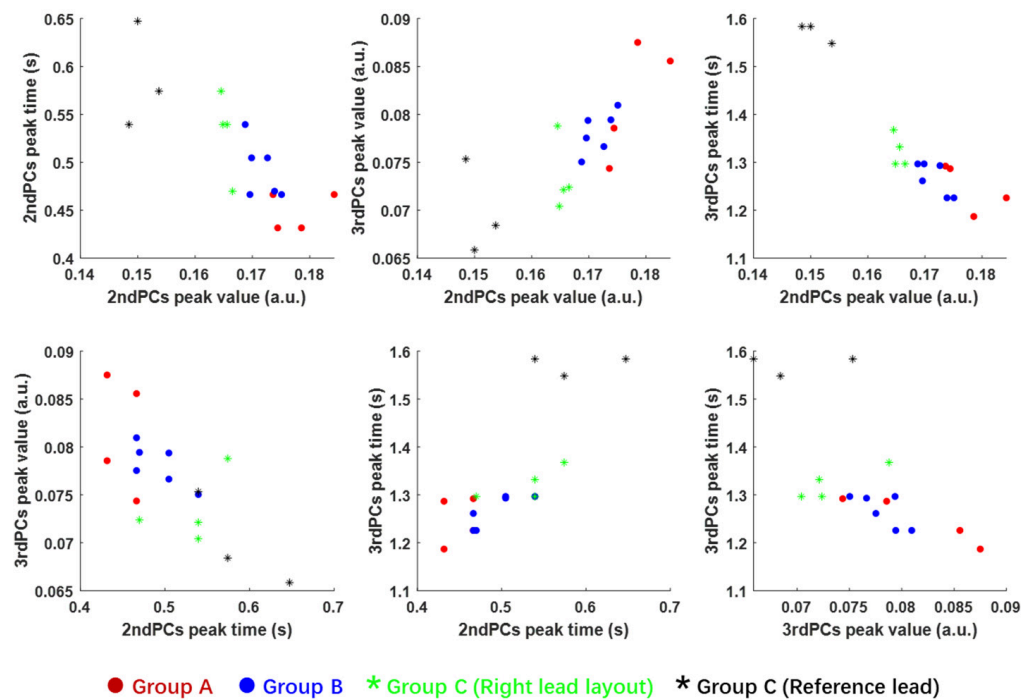 2ndPCs peak time (s)
0.65
0.6
0.55
0.5
0.45
0.4
0.14 0.15 0.16 0.17 0.18
2ndPCs peak value (a.u.)
3rdPCs peak value (a.u.)
0.09
0.085
0.08
0.075
0.07
0.065
0.14 0.15 0.16 0.17 0.18
2ndPCs peak value (a.u.)
3rdPCs peak time (s)
1.6
1.5
1.4
1.3
1.2
1.1
0.14 0.15 0.16 0.17 0.18
2ndPCs peak value (a.u.)
3rdPCs peak value (a.u.)
0.09
0.085
0.08
0.075
0.07
0.065
0.4 0.5 0.6 0.7
2ndPCs peak time (s)
3rdPCs peak time (s)
1.6
1.5
1.4
1.3
1.2
1.1
0.4 0.5 0.6 0.7
2ndPCs peak time (s)
3rdPCs peak time (s)
1.6
1.5
1.4
1.3
1.2
1.1
0.07 0.075 0.08 0.085 0.09
3rdPCs peak value (a.u.)
Group A Group B Group C (Right lead layout) Group C (Reference lead)